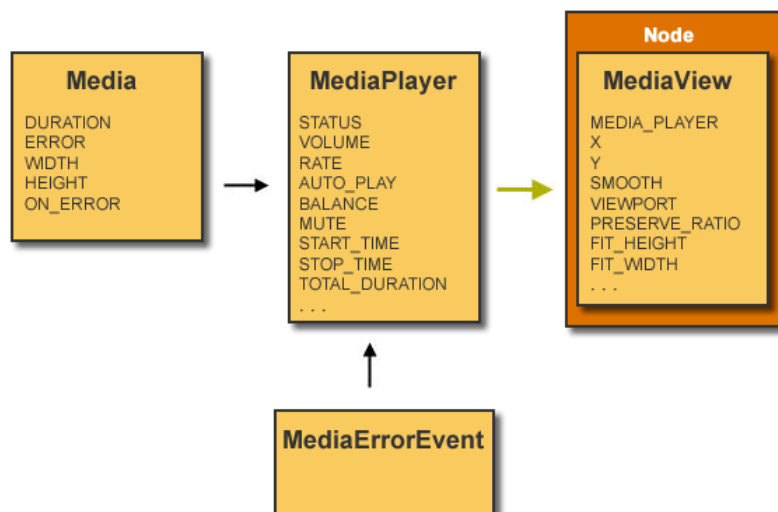 Media
DURATION
ERROR
WIDTH
HEIGHT
ON_ERROR
MediaPlayer
STATUS
VOLUME
RATE
AUTO_PLAY
BALANCE
MUTE
START_TIME
STOP_TIME
TOTAL_DURATION
. . .
Node
MediaView
MEDIA_PLAYER
X
Y
SMOOTH
VIEWPORT
PRESERVE_RATIO
FIT_HEIGHT
FIT_WIDTH
. . .
MediaErrorEvent